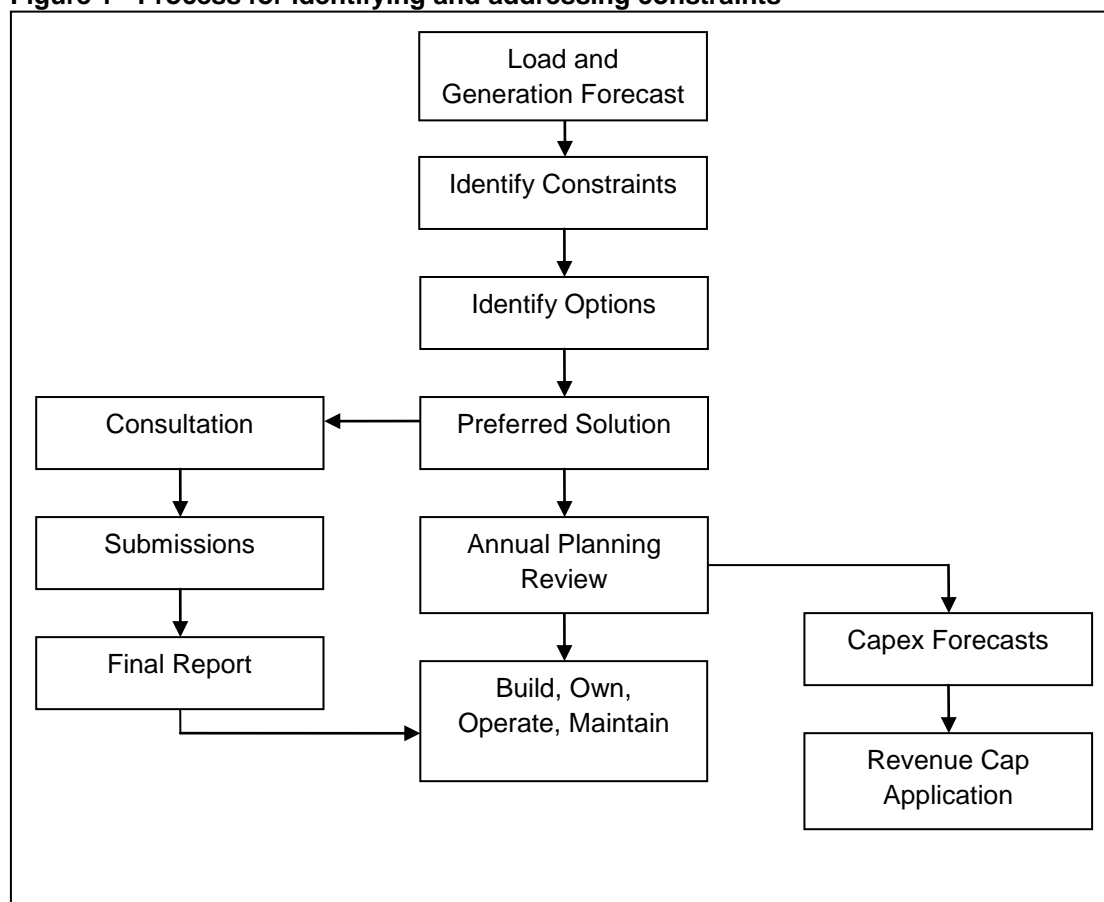 Figure 1 - Process for identifying and addressing constraints
Load and
Generation Forecast
Identify Constraints
Identify Options
Consultation
Preferred Solution
Submissions
Annual Planning
Review
Capex Forecasts
Final Report
Build, Own,
Operate, Maintain
Revenue Cap
Application